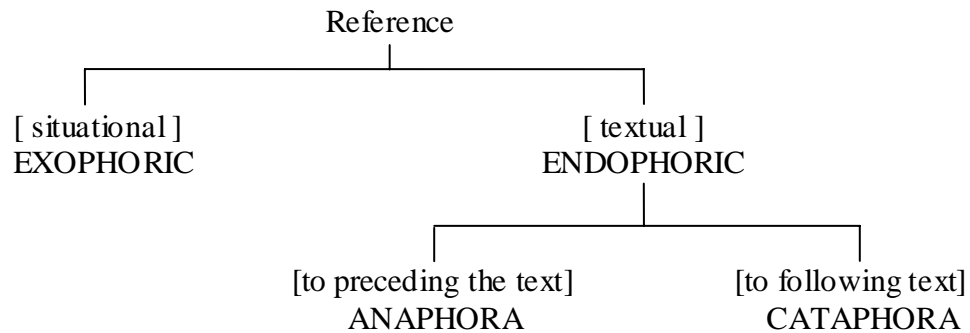 Reference
[ situational ] [ textual ]
EXOPHORIC ENDOPHORIC
[to preceding the text] [to following text]
ANAPHORA CATAPHORA